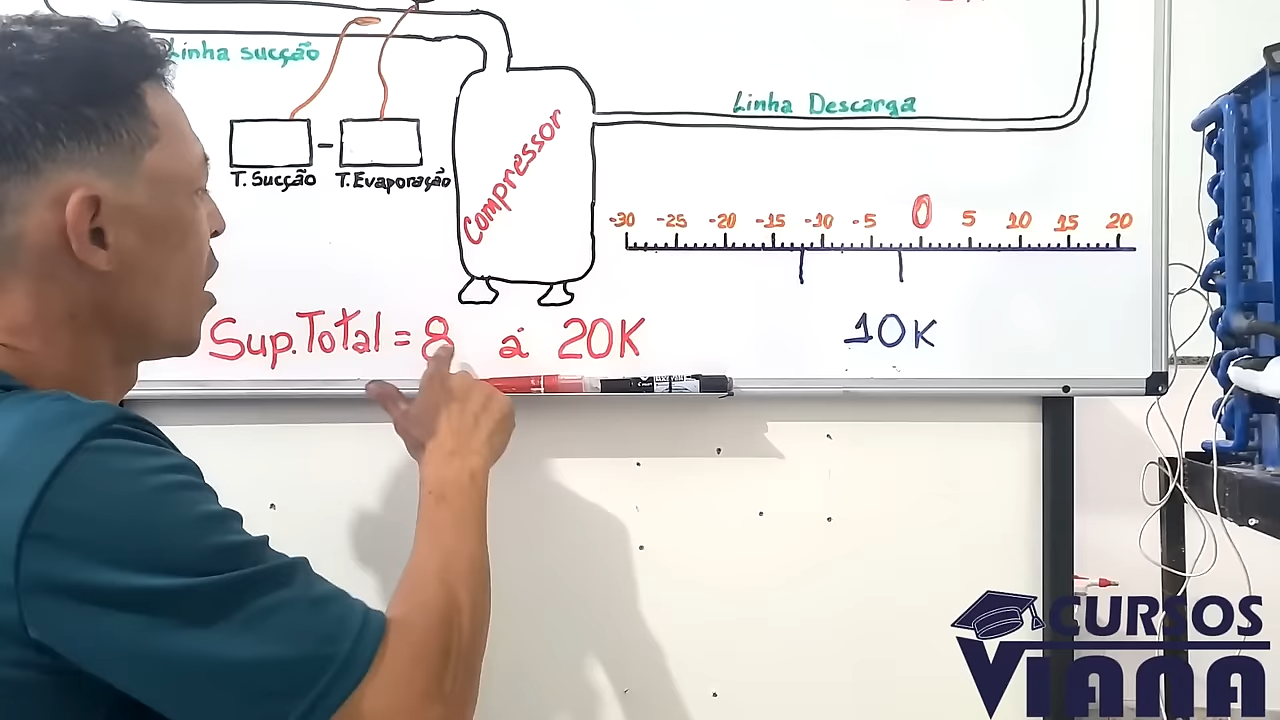 Linha sucção
Linha Descarga
-
T. Sucção
T. Evaporação
Compressor
-30 -25 -20 -15 -10 -5 0 5 10 15 20
Sup. Total = 8 á 20K
10K
CURSOS
VIANA